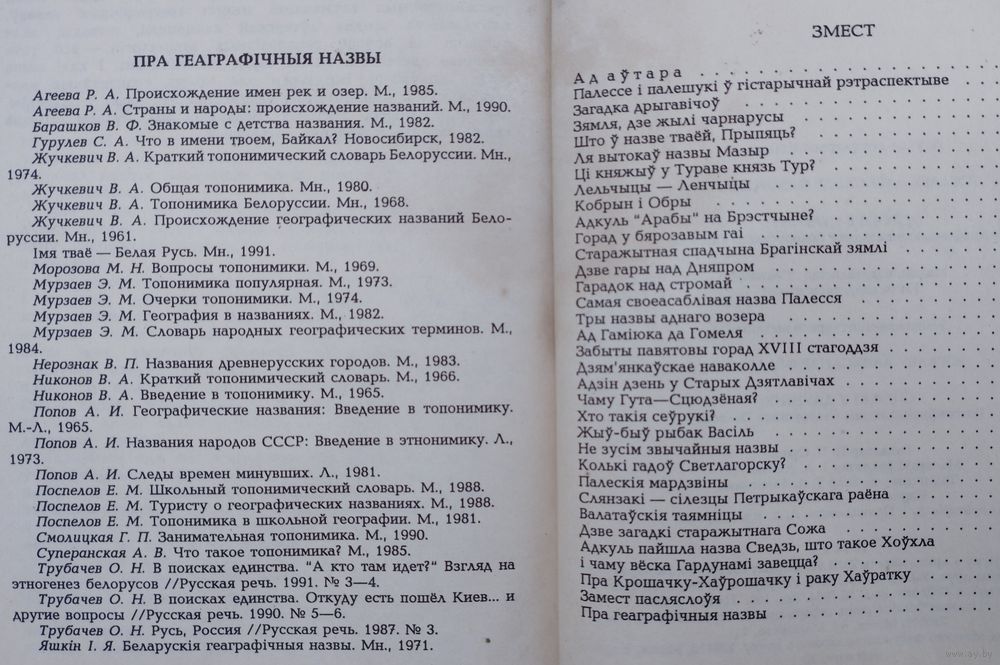 ПРА ГЕАГРАФІЧНЫЯ НАЗВЫ
Агеева Р. А. Происхождение имен рек и озер. М., 1985.
Агеева Р. А. Страны и народы: происхождение названий. М., 1990.
Барашков В. Ф. Знакомые с детства названия. М., 1982.
Гурулев С. А. Что в имени твоем, Байкал? Новосибирск, 1982.
Жучкевич В. А. Краткий топонимический словарь Белоруссии. Мн.,
1974.
Жучкевич В. А. Общая топонимика. Мн., 1980.
Жучкевич В. А. Топонимика Белоруссии. Мн., 1968.
Жучкевич В. А. Происхождение географических названий Бело-
руссии. Мн., 1961.
Імя тваё — Белая Русь. Мн., 1991.
Морозова М. Н. Вопросы топонимики. М., 1969.
Мурзаев Э. М. Топонимика популярная. М., 1973.
Мурзаев Э. М. Очерки топонимики. М., 1974.
Мурзаев Э. М. География в названиях. М., 1982.
Мурзаев Э. М. Словарь народных географических терминов. М.,
1984.
Нерознак В. П. Названия древнерусских городов. М., 1983.
Никонов В. А. Краткий топонимический словарь. М., 1966.
Никонов В. А. Введение в топонимику. М., 1965.
Попов А. И. Географические названия: Введение в топонимику.
М.-Л., 1965.
Попов А. И. Названия народов СССР: Введение в этнонимику. Л.,
1973.
Попов А. И. Следы времен минувших. Л., 1981.
Поспелов Е. М. Школьный топонимический словарь. М., 1988.
Поспелов Е. М. Туристу о географических названиях. М., 1988.
Поспелов Е. М. Топонимика в школьной географии. М., 1981.
Смолицкая Г. П. Занимательная топонимика. М., 1990.
Суперанская А. В. Что такое топонимика? М., 1985.
Трубачев О. Н. В поисках единства. "А кто там идет?" Взгляд на
этногенез белорусов //Русская речь. 1991. № 3—4.
Трубачев О. Н. В поисках единства. Откуду есть пошёл Киев... и
другие вопросы //Русская речь. 1990. № 5—6.
Трубачев О. Н. Русь, Россия //Русская речь. 1987. № 3.
Яшкін І. Я. Беларускія геаграфічныя назвы. Мн., 1971.
ЗМЕСТ
Ад аўтара
Палессе і палешукі ў гістарычнай рэтраспектыве
Загадка дрыгавічоў
Зямля, дзе жылі чарнарусы
Што ў назве тваёй, Прыпяць?
Ля вытокаў назвы Мазыр
Ці княжыў у Тураве князь Тур?
Лельчыцы — Ленчыцы
Кобрын і Обры
Адкуль "Арабы" на Брэстчыне?
Горад у бярозавым гаі
Старажытная спадчына Брагінскай зямлі
Дзве гары над Дняпром
Гарадок над стромай
Самая своеасаблівая назва Палесся
Тры назвы аднаго возера
Ад Гаміюка да Гомеля
Забыты павятовы горад XVIII стагоддзя
Дзям'янкаўскае наваколле
Адзін дзень у Старых Дзятлавічах
Чаму Гута—Сцюдзёная?
Хто такія сеўрукі?
Жыў-быў рыбак Васіль
Не зусім звычайныя назвы
Колькі гадоў Светлагорску?
Палескія мардзвіны
Слянзакі — сілезцы Петрыкаўскага раёна
Валатаўскія таямніцы
Дзве загадкі старажытнага Сожа
Адкуль пайшла назва Сведзь, што такое Хоўхла
і чаму вёска Гардунамі завецца?
Пра Крошачку-Хаўрошачку і раку Хаўратку
Замест пасляслоўя
Пра геаграфічныя назвы
www.ay.by